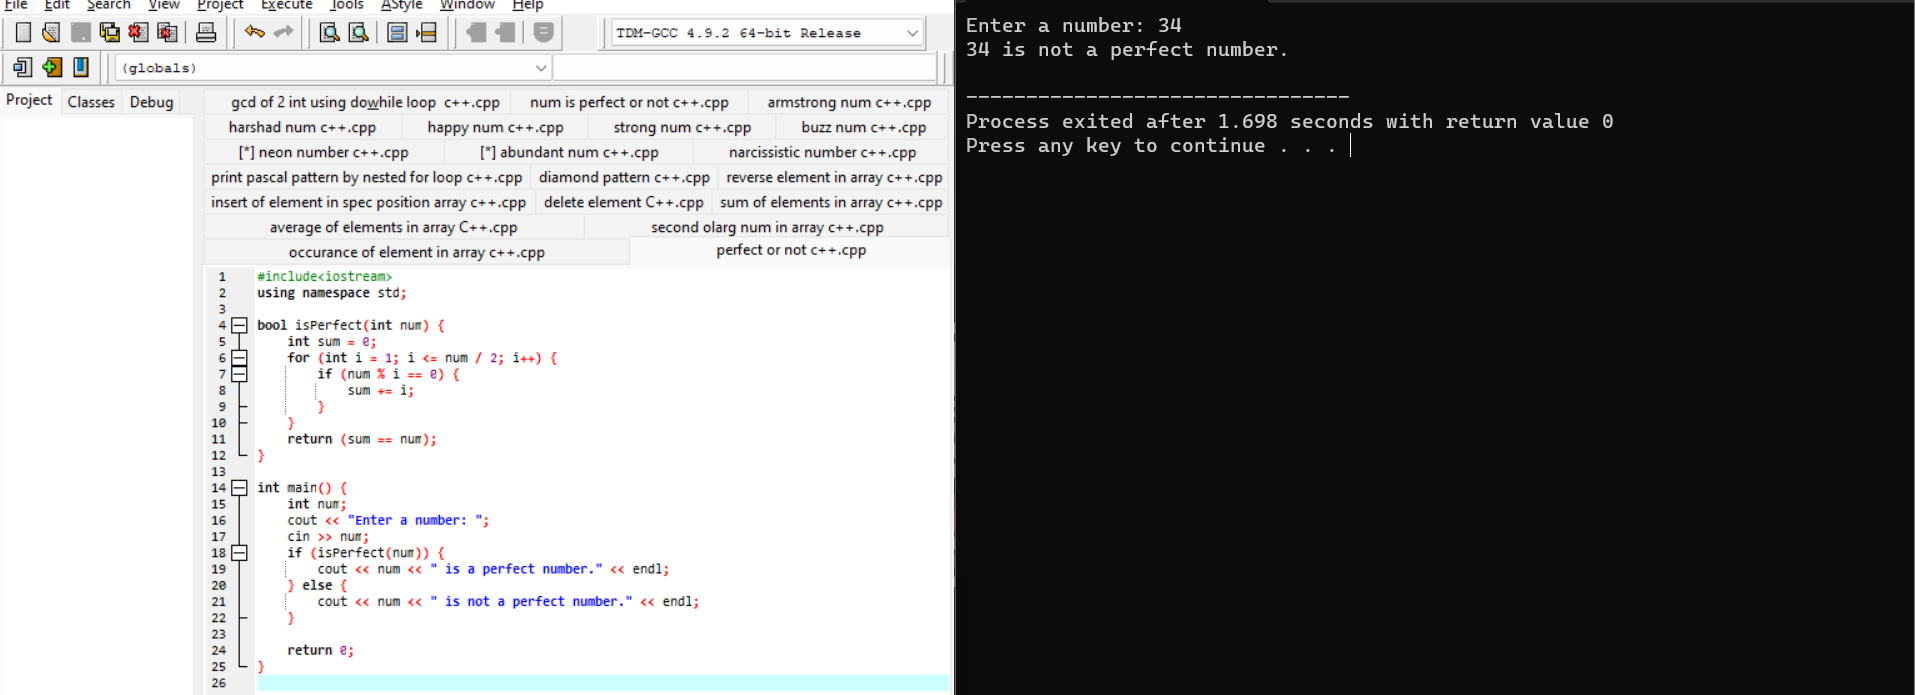 File Edit Search View Project Execute Tools AStyle Window Help
TDM-GCC 4.9.2 64-bit Release
(globals)
Project Classes Debug
gcd of 2 int using dowhile loop c++.cpp num is perfect or not c++.cpp armstrong num c++.cpp
harshad num c++.cpp happy num c++.cpp strong num c++.cpp buzz num c++.cpp
[*] neon number c++.cpp [*] abundant num c++.cpp narcissistic number c++.cpp
print pascal pattern by nested for loop c++.cpp diamond pattern c++.cpp reverse element in array c++.cpp
insert of element in spec position array c++.cpp delete element C++.cpp sum of elements in array c++.cpp
average of elements in array C++.cpp second olarg num in array c++.cpp
occurance of element in array c++.cpp perfect or not c++.cpp
1 #include<iostream>
2 using namespace std;
3
4 bool isPerfect(int num) {
5 int sum = 0;
6 for (int i = 1; i <= num / 2; i++) {
7 if (num % i == 0) {
8 sum += i;
9 }
10 }
11 return (sum == num);
12 }
13
14 int main() {
15 int num;
16 cout << "Enter a number: ";
17 cin >> num;
18 if (isPerfect(num)) {
19 cout << num << " is a perfect number." << endl;
20 } else {
21 cout << num << " is not a perfect number." << endl;
22 }
23
24 return 0;
25 }
26
Enter a number: 34
34 is not a perfect number.
--------------------------------
Process exited after 1.698 seconds with return value 0
Press any key to continue . . .